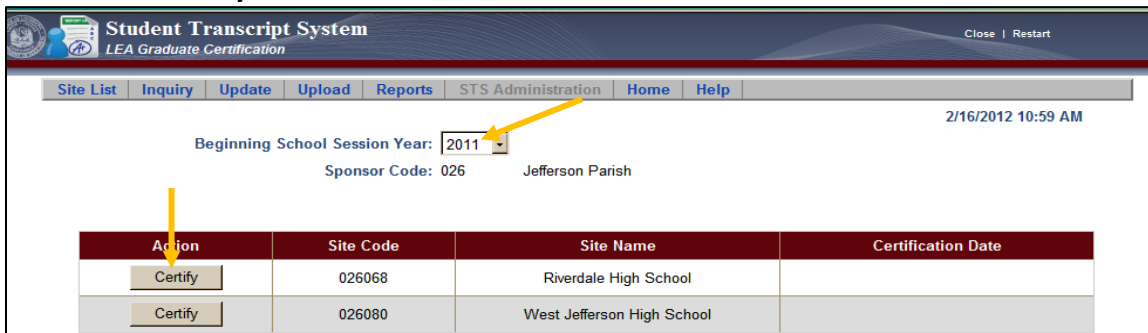 Student Transcript System
LEA Graduate Certification
Close | Restart
Site List | Inquiry | Update | Upload | Reports | STS Administration | Home | Help |
2/16/2012 10:59 AM
Beginning School Session Year: 2011
Sponsor Code: 026 Jefferson Parish
Action Site Code Site Name Certification Date
Certify 026068 Riverdale High School
Certify 026080 West Jefferson High School